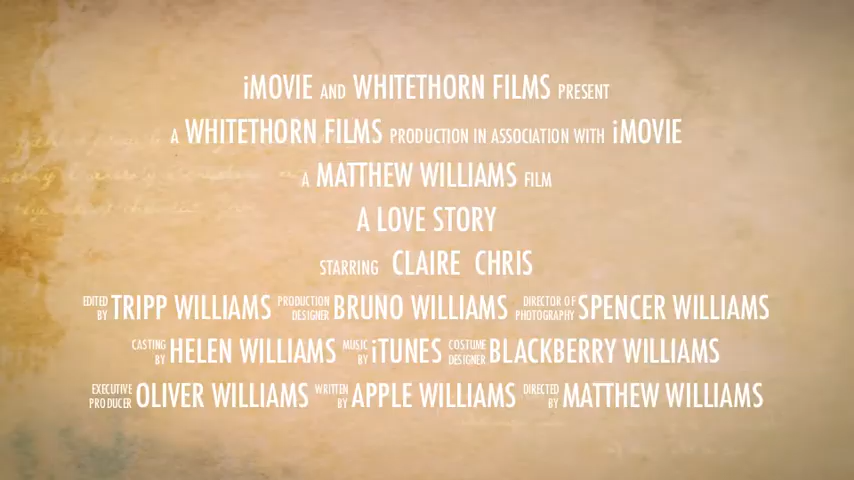 iMOVIE AND WHITETHORN FILMS PRESENT
A WHITETHORN FILMS PRODUCTION IN ASSOCIATION WITH iMOVIE
A MATTHEW WILLIAMS FILM
A LOVE STORY
STARRING CLAIRE CHRIS
EDITED BY TRIPP WILLIAMS PRODUCTION DESIGNER BRUNO WILLIAMS DIRECTOR OF PHOTOGRAPHY SPENCER WILLIAMS
CASTING BY HELEN WILLIAMS MUSIC BY iTUNES COSTUME DESIGNER BLACKBERRY WILLIAMS
EXECUTIVE PRODUCER OLIVER WILLIAMS WRITTEN BY APPLE WILLIAMS DIRECTED BY MATTHEW WILLIAMS